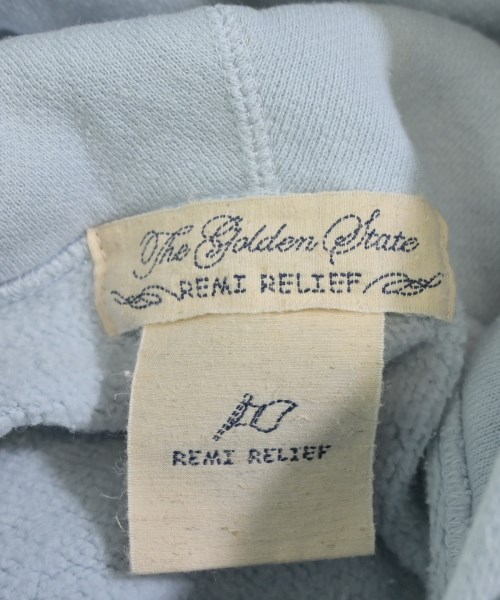 The Golden State
REMI RELIEF
REMI RELIEF